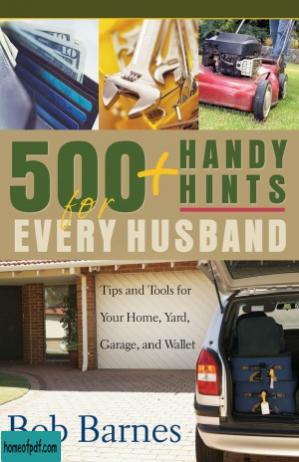 500+ HANDY
HINTS
for
EVERY HUSBAND
Tips and Tools for
Your Home, Yard,
Garage, and Wallet
Bob Barnes
homeofpdf.com